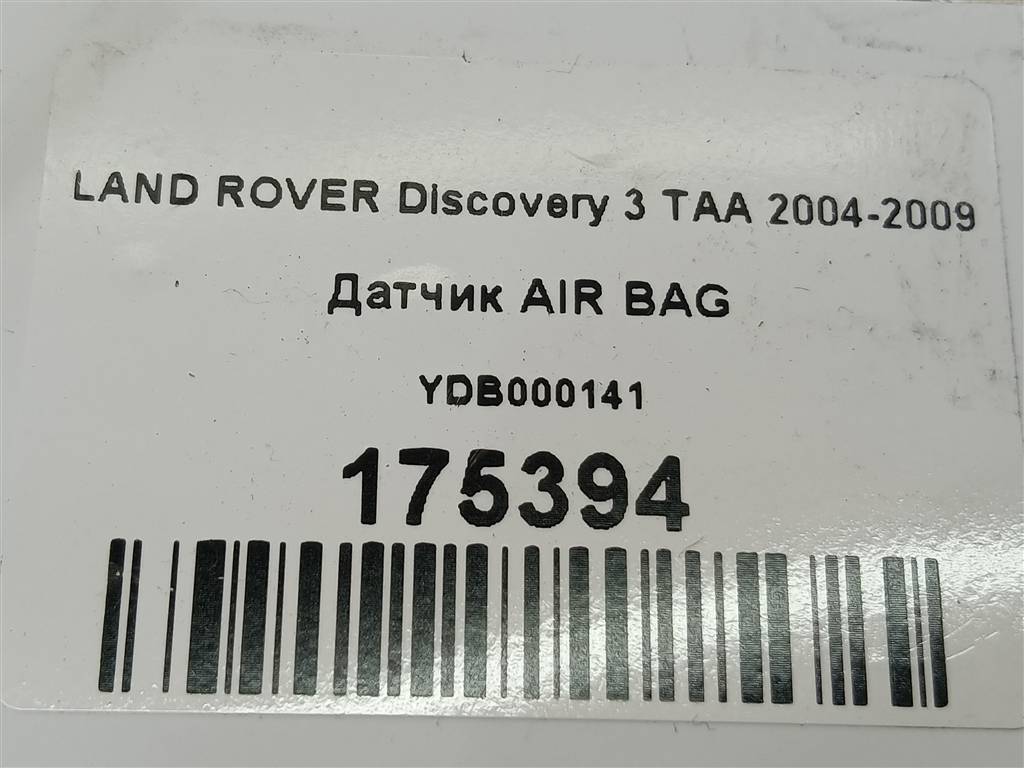 LAND ROVER Discovery 3 TAA 2004-2009
Датчик AIR BAG
YDB000141
175394